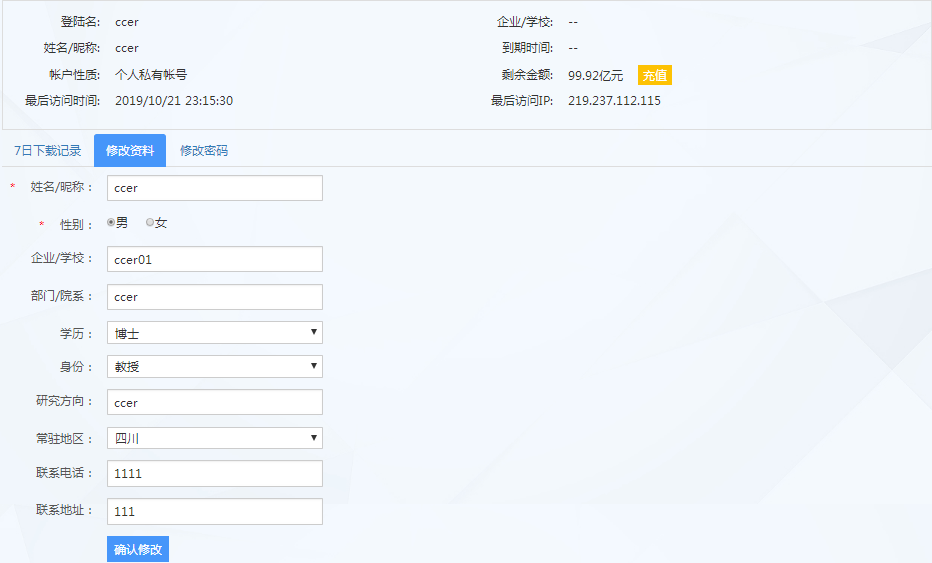 登陆名: ccer 企业/学校: --
姓名/昵称: ccer 到期时间: --
帐户性质: 个人私有帐号 剩余金额: 99.92亿元 充值
最后访问时间: 2019/10/21 23:15:30 最后访问IP: 219.237.112.115
7日下载记录 修改资料 修改密码
* 姓名/昵称： ccer
* 性别： 男 女
企业/学校： ccer01
部门/院系： ccer
学历： 博士
身份： 教授
研究方向： ccer
常驻地区： 四川
联系电话： 1111
联系地址： 111
确认修改